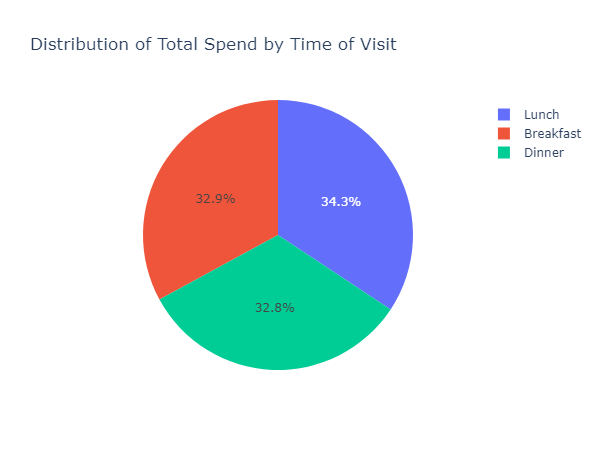 Distribution of Total Spend by Time of Visit
Lunch
Breakfast
Dinner
32.9%
34.3%
32.8%